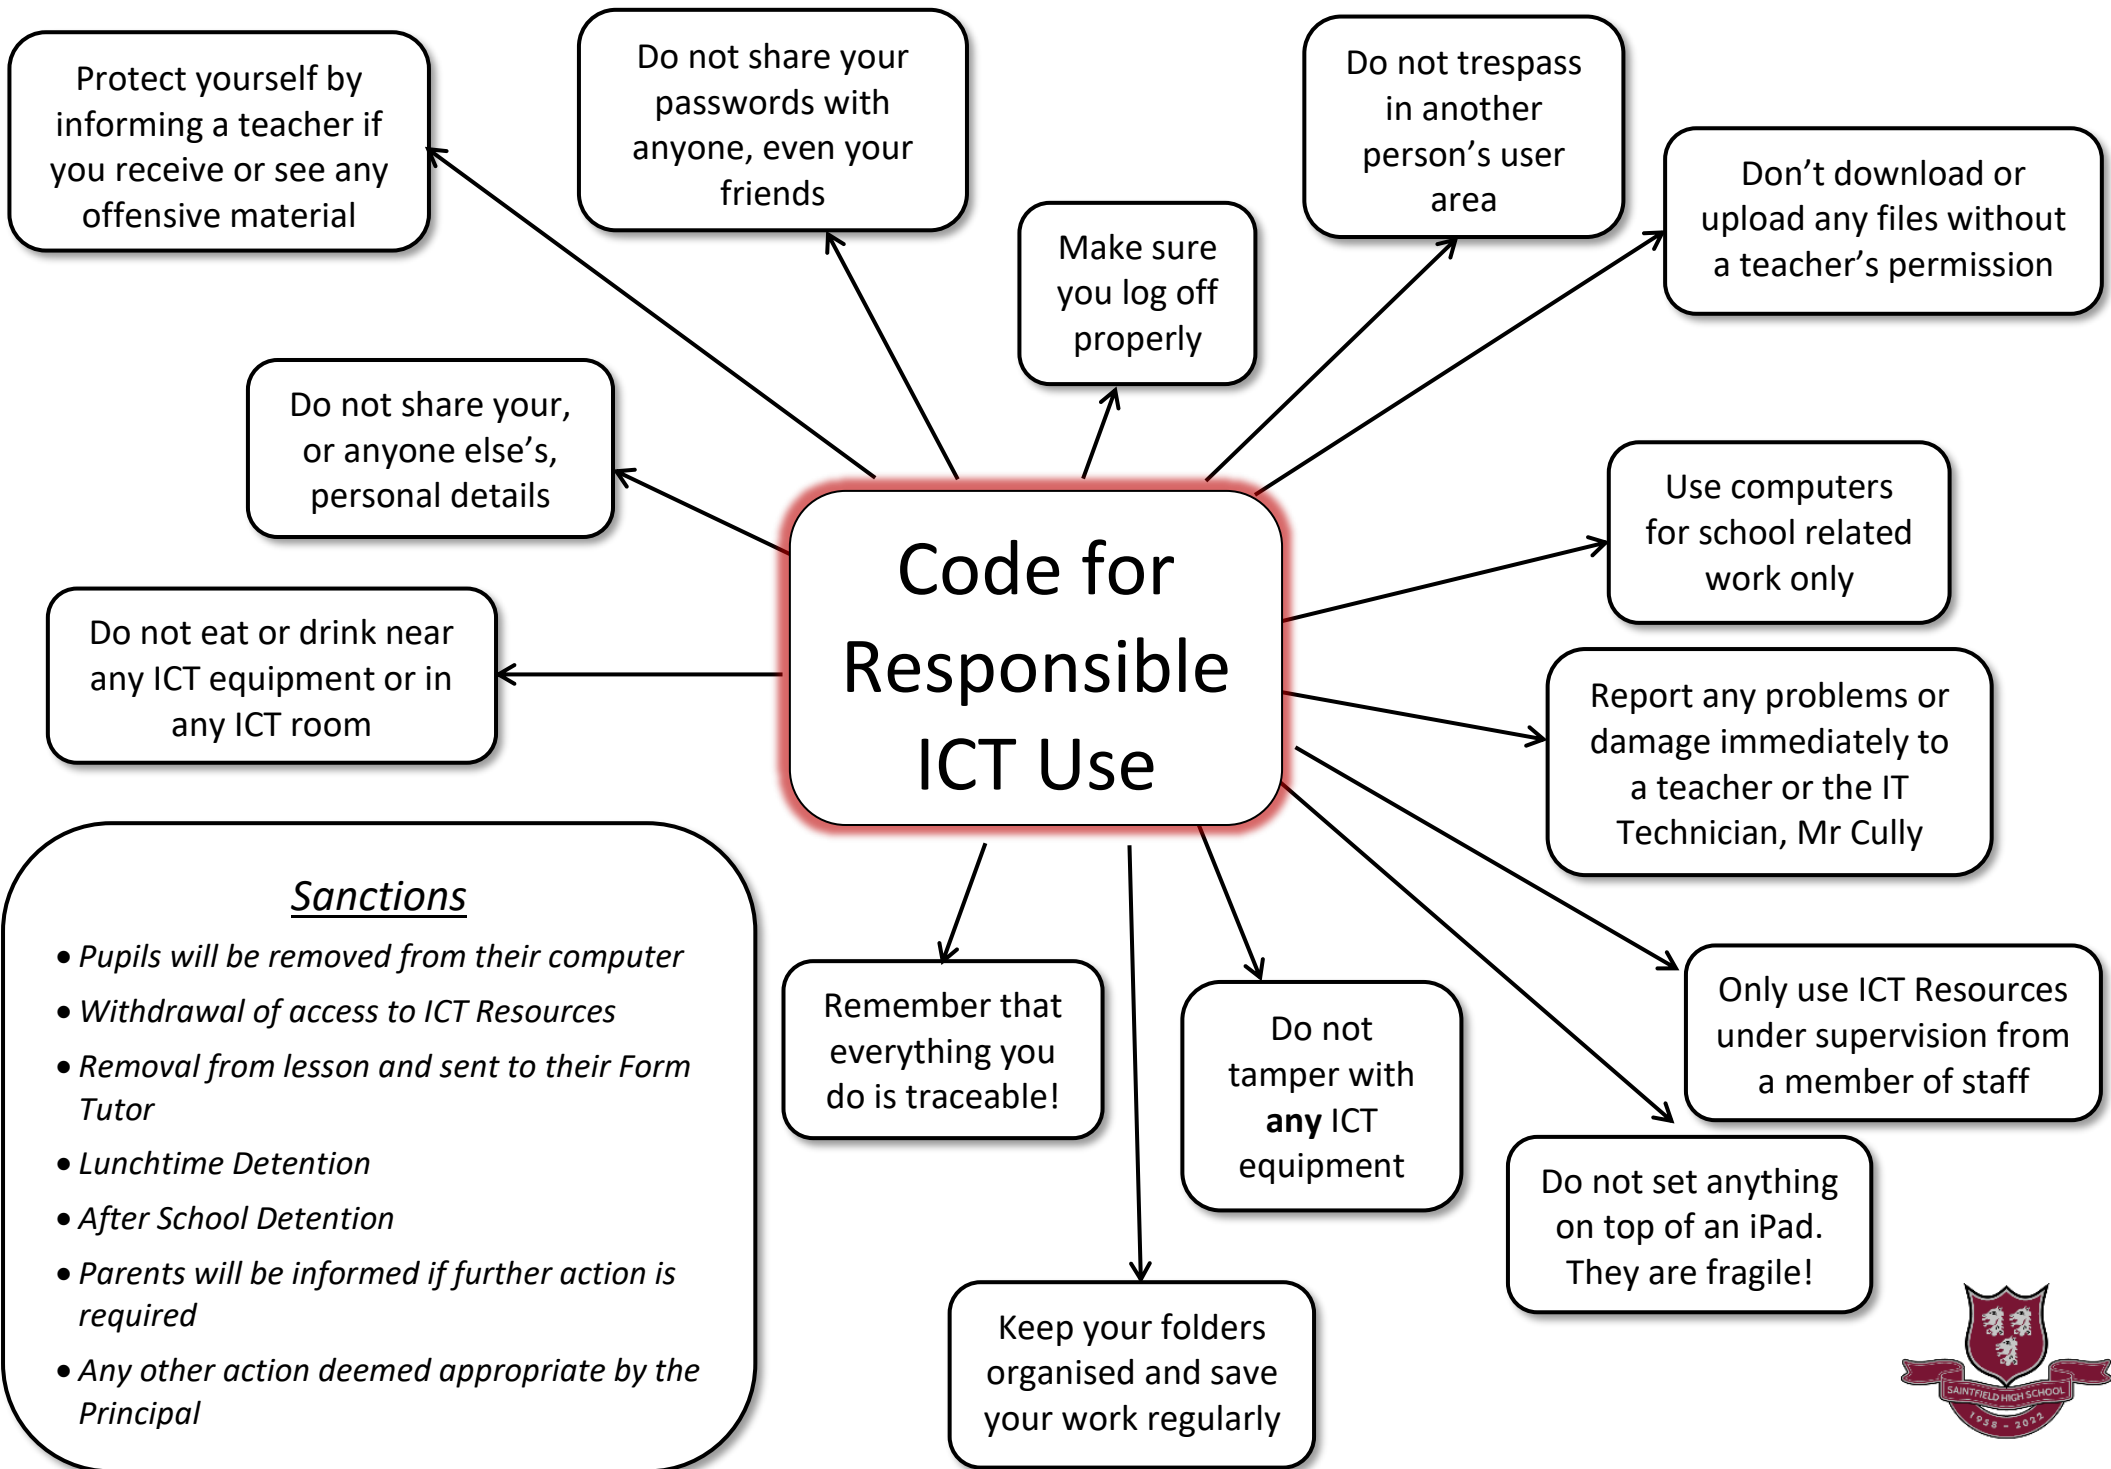 Protect yourself by
informing a teacher if
you receive or see any
offensive material
Do not share your
passwords with
anyone, even your
friends
Make sure
you log off
properly
Do not trespass
in another
person’s user
area
Don’t download or
upload any files without
a teacher’s permission
Do not share your,
or anyone else’s,
personal details
Use computers
for school related
work only
Code for
Responsible
ICT Use
Do not eat or drink near
any ICT equipment or in
any ICT room
Report any problems or
damage immediately to
a teacher or the IT
Technician, Mr Cully
Sanctions
• Pupils will be removed from their computer
• Withdrawal of access to ICT Resources
• Removal from lesson and sent to their Form
Tutor
• Lunchtime Detention
• After School Detention
• Parents will be informed if further action is
required
• Any other action deemed appropriate by the
Principal
Remember that
everything you
do is traceable!
Do not
tamper with
any ICT
equipment
Only use ICT Resources
under supervision from
a member of staff
Do not set anything
on top of an iPad.
They are fragile!
Keep your folders
organised and save
your work regularly
SAINTFIELD HIGH SCHOOL
1958 – 2022